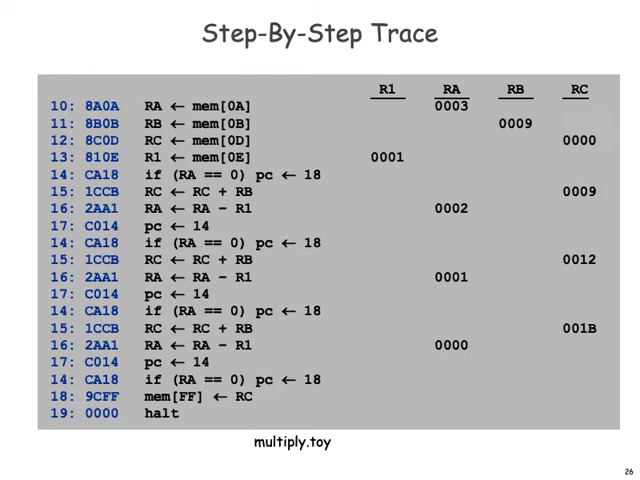 Step-By-Step Trace
R1 RA RB RC
10: 8A0A RA ← mem[0A] 0003
11: 8B0B RB ← mem[0B] 0009
12: 8C0D RC ← mem[0D] 0000
13: 810E R1 ← mem[0E] 0001
14: CA18 if (RA == 0) pc ← 18
15: 1CCB RC ← RC + RB 0009
16: 2AA1 RA ← RA – R1 0002
17: C014 pc ← 14
14: CA18 if (RA == 0) pc ← 18
15: 1CCB RC ← RC + RB 0012
16: 2AA1 RA ← RA – R1 0001
17: C014 pc ← 14
14: CA18 if (RA == 0) pc ← 18
15: 1CCB RC ← RC + RB 001B
16: 2AA1 RA ← RA – R1 0000
17: C014 pc ← 14
14: CA18 if (RA == 0) pc ← 18
18: 9CFF mem[FF] ← RC
19: 0000 halt
multiply.toy
26